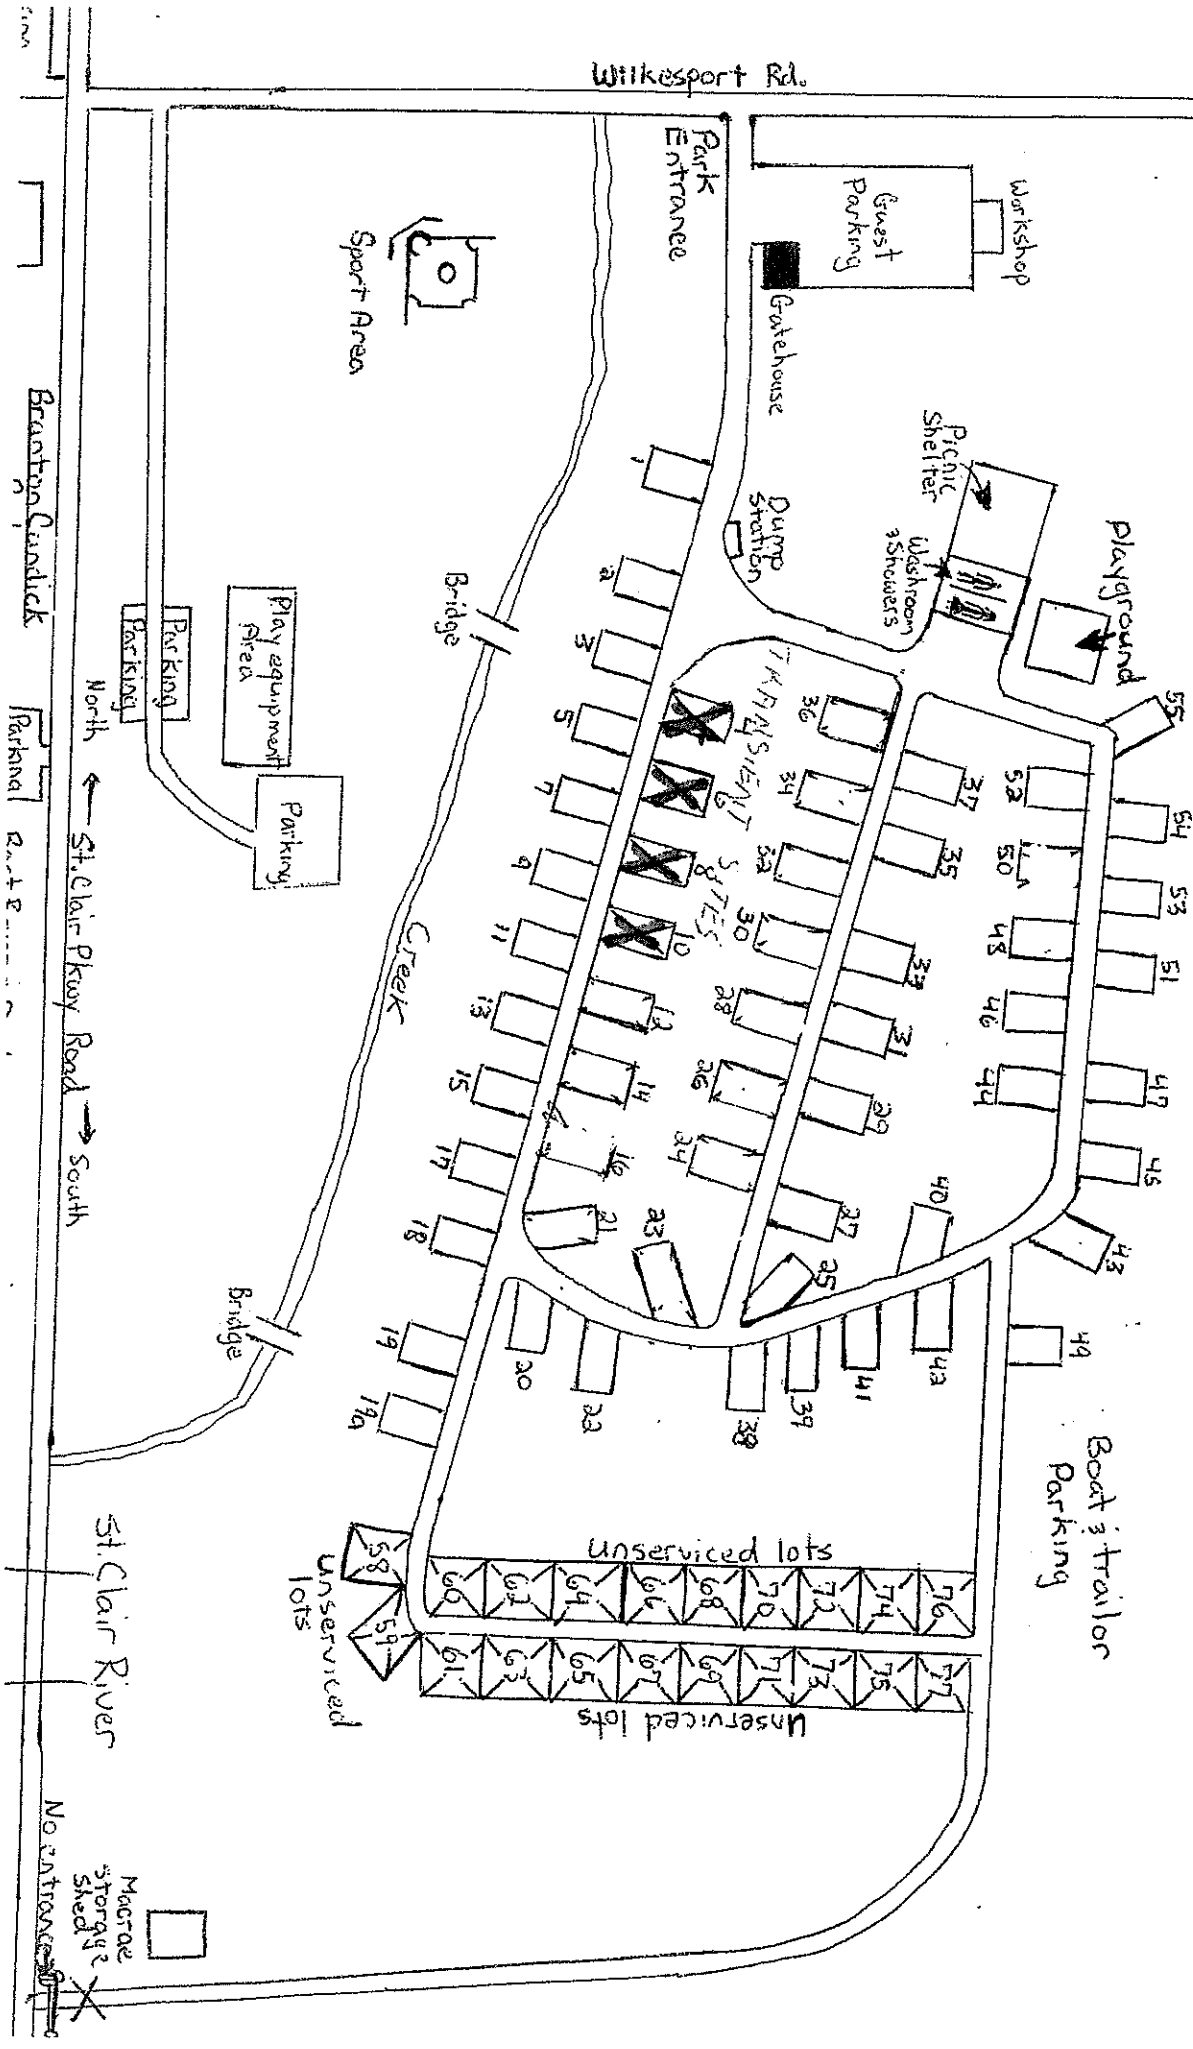 Wilkesport Rd.
Park
Entrance
Guest
Parking
Workshop
Gatehouse
Sport Area
Picnic
Shelter
Washroom
& Showers
Playground
Dump
Station
Bridge
Creek
Bridge
Play equipment
Area
Parking
Parking
Parking
Branton Cundick
Parking
North ← St. Clair Pkwy Road → South
TRANSIENT SITES
1
2
3
5
7
9
11
13
15
17
18
19
19a
4
6
8
10
12
14
16
21
23
20
22
36
34
32
30
28
26
24
37
35
33
31
29
27
25
38
39
41
42
40
52
50
48
46
44
55
54
53
51
47
45
43
49
Boat & trailor
Parking
Unserviced lots
60
62
64
66
68
70
72
74
76
58
59
61
63
65
67
69
71
73
75
77
Unserviced lots
Unserviced
lots
St. Clair River
Macrae
Storage
Shed
No entrance